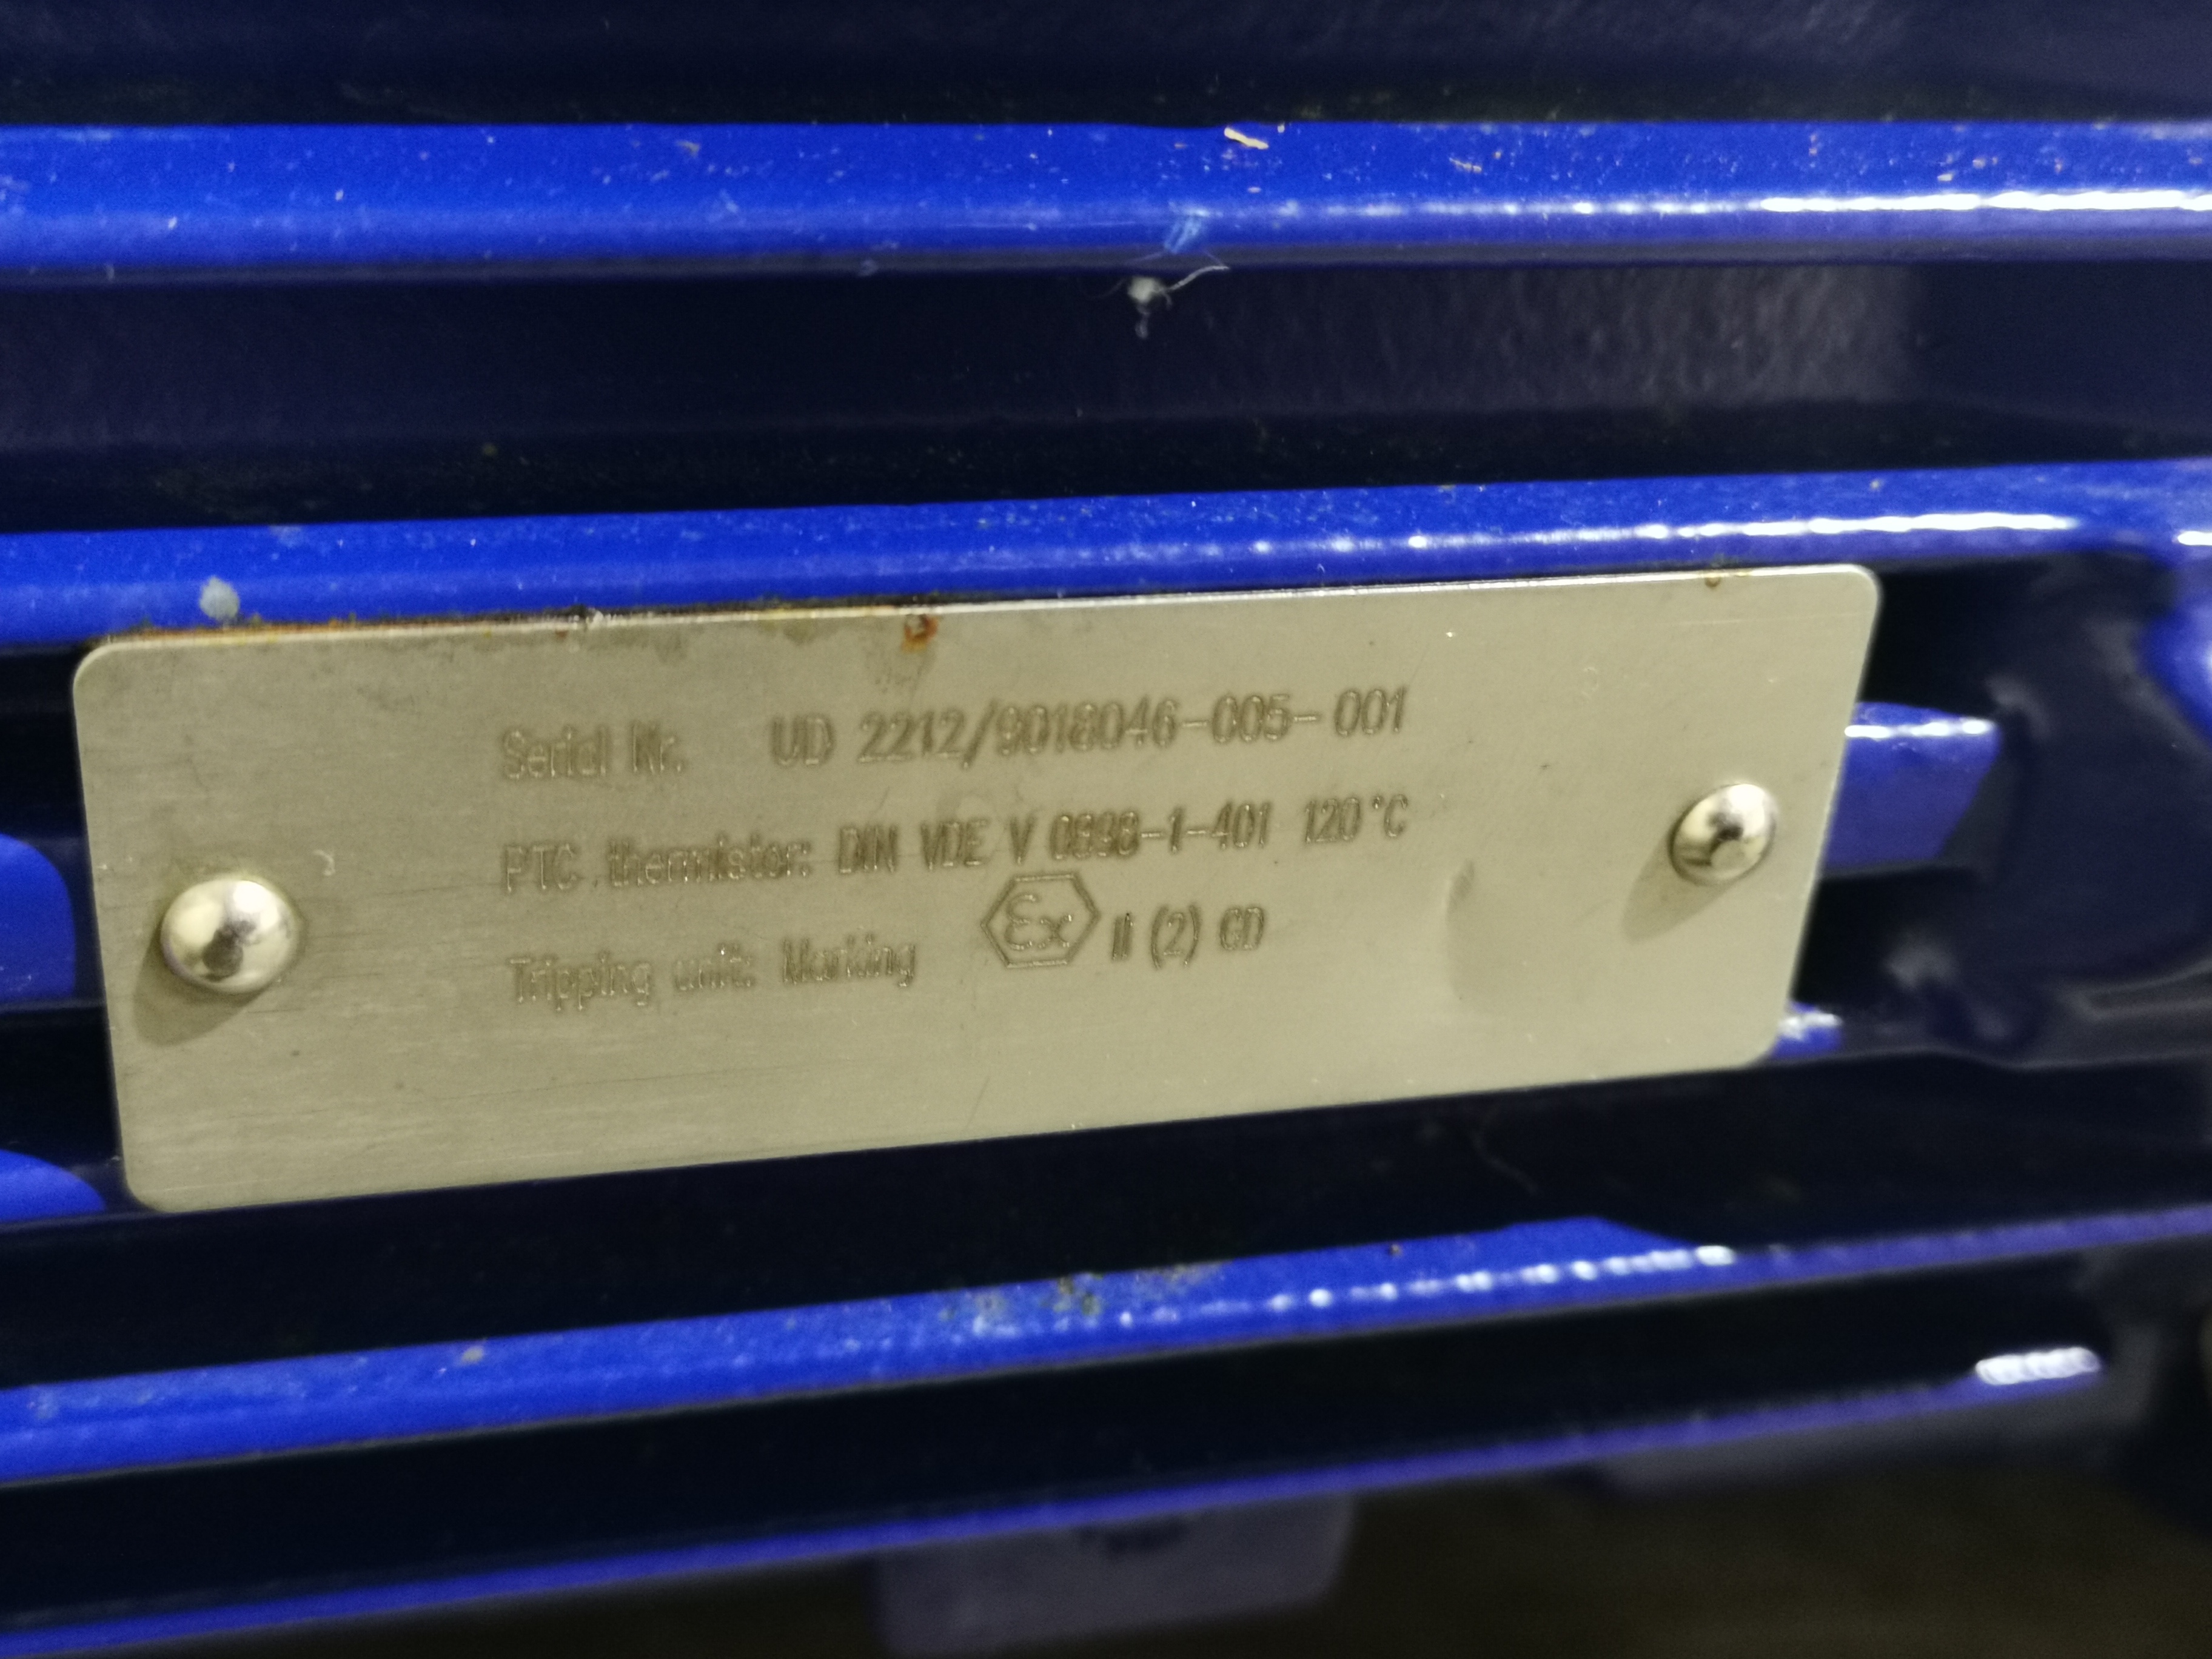 Serial Nr. UD 2212/9018046-005-001
PTC thermistor: DIN VDE V 0898-1-401 120°C
Tripping unit: Marking Ex II (2) GD